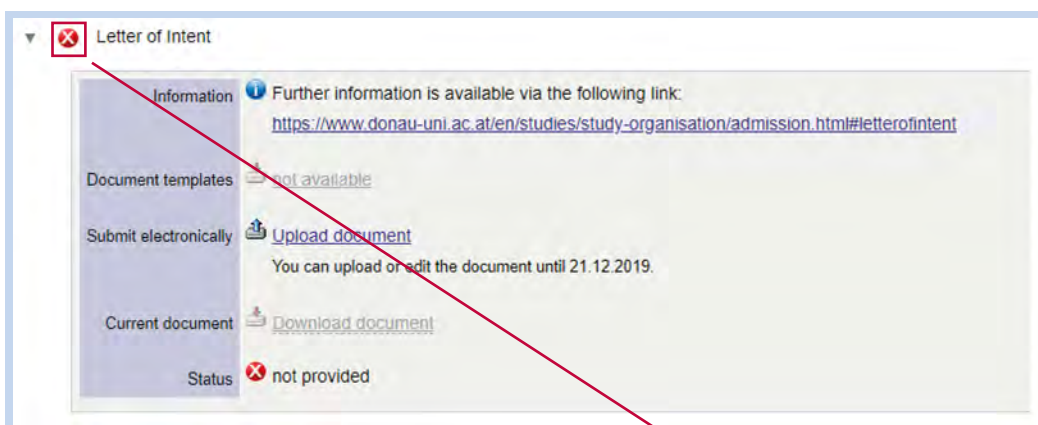 Letter of Intent
Information Further information is available via the following link:
https://www.donau-uni.ac.at/en/studies/study-organisation/admission.html#letterofintent
Document templates not available
Submit electronically Upload document
You can upload or edit the document until 21.12.2019.
Current document Download document
Status not provided